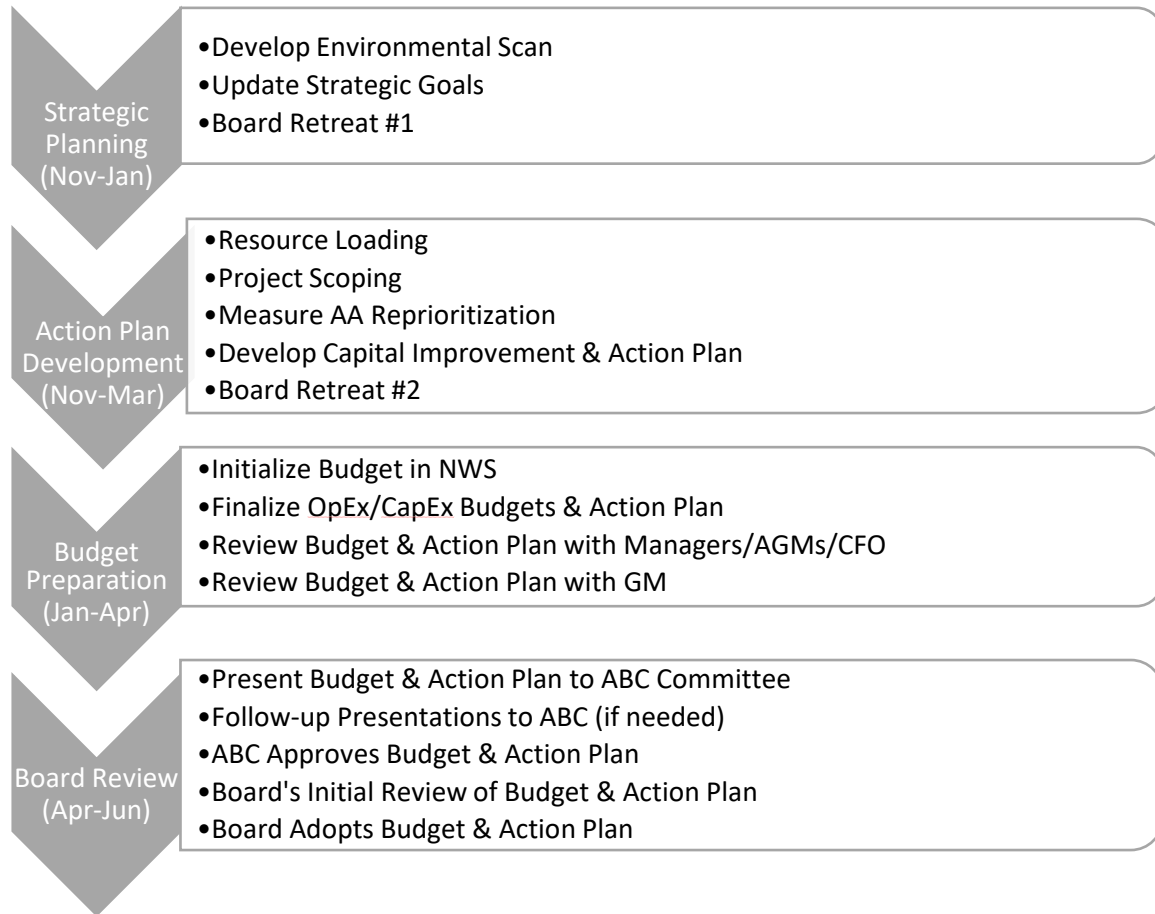 Strategic
Planning
(Nov-Jan)
•Develop Environmental Scan
•Update Strategic Goals
•Board Retreat #1
Action Plan
Development
(Nov-Mar)
•Resource Loading
•Project Scoping
•Measure AA Reprioritization
•Develop Capital Improvement & Action Plan
•Board Retreat #2
Budget
Preparation
(Jan-Apr)
•Initialize Budget in NWS
•Finalize OpEx/CapEx Budgets & Action Plan
•Review Budget & Action Plan with Managers/AGMs/CFO
•Review Budget & Action Plan with GM
Board Review
(Apr-Jun)
•Present Budget & Action Plan to ABC Committee
•Follow-up Presentations to ABC (if needed)
•ABC Approves Budget & Action Plan
•Board's Initial Review of Budget & Action Plan
•Board Adopts Budget & Action Plan